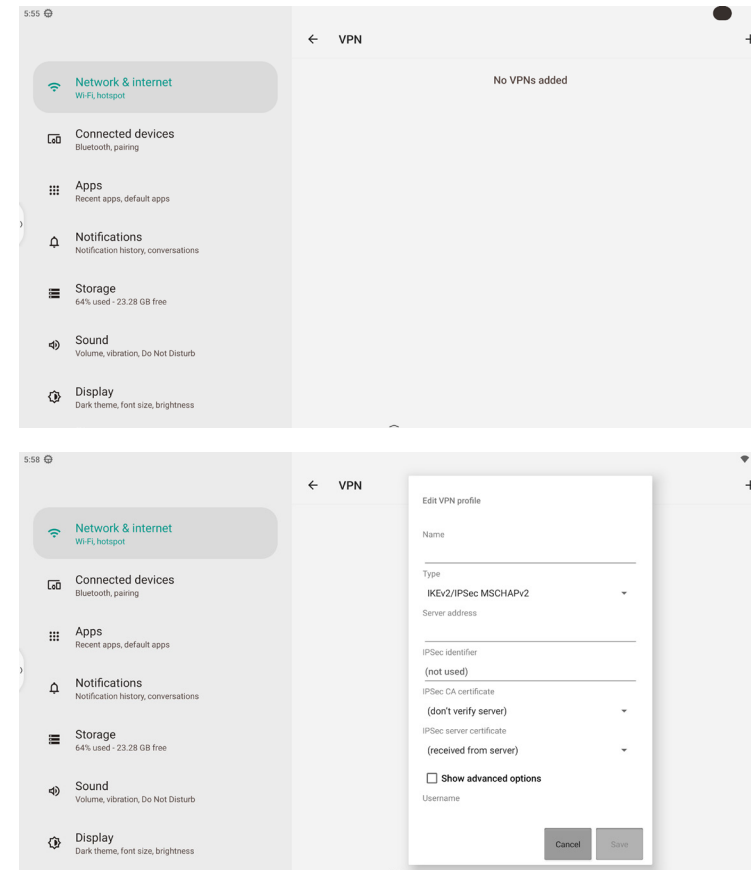 5:55
← VPN +
No VPNs added
Network & internet
Wi-Fi, hotspot
Connected devices
Bluetooth, pairing
Apps
Recent apps, default apps
Notifications
Notification history, conversations
Storage
64% used - 23.28 GB free
Sound
Volume, vibration, Do Not Disturb
Display
Dark theme, font size, brightness
5:58
← VPN +
Network & internet
Wi-Fi, hotspot
Connected devices
Bluetooth, pairing
Apps
Recent apps, default apps
Notifications
Notification history, conversations
Storage
64% used - 23.28 GB free
Sound
Volume, vibration, Do Not Disturb
Display
Dark theme, font size, brightness
Edit VPN profile
Name
Type
IKEv2/IPSec MSCHAPv2
Server address
IPSec identifier
(not used)
IPSec CA certificate
(don't verify server)
IPSec server certificate
(received from server)
Show advanced options
Username
Cancel Save